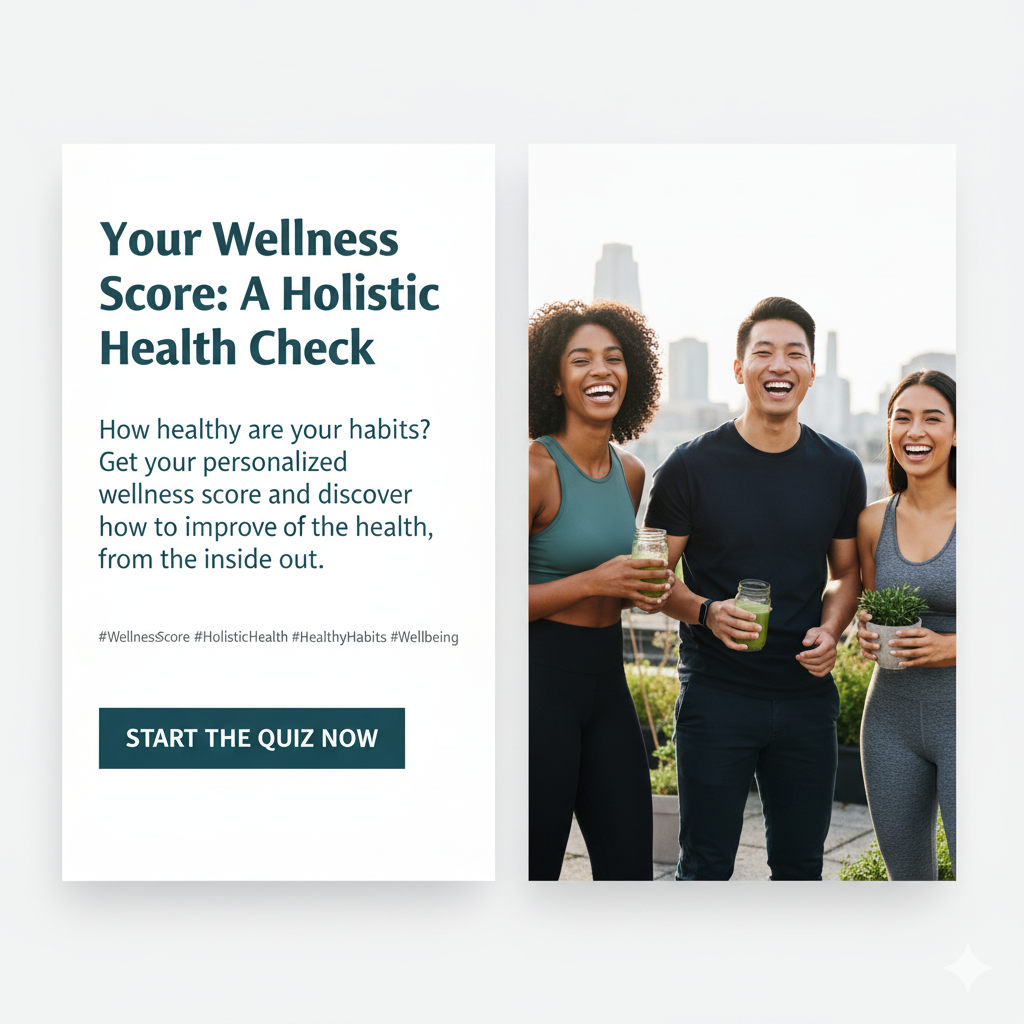 Your Wellness
Score: A Holistic
Health Check
How healthy are your habits?
Get your personalized
wellness score and discover
how to improve of the health,
from the inside out.
#WellnessScore #HolisticHealth #HealthyHabits #Wellbeing
START THE QUIZ NOW